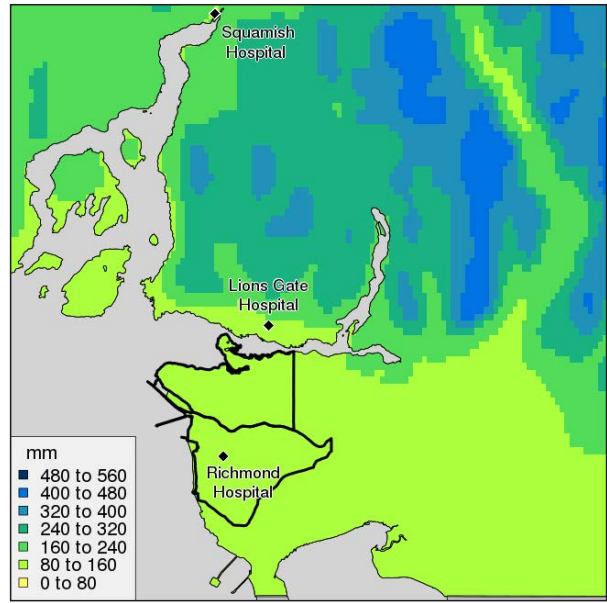 Squamish
Hospital
Lions Gate
Hospital
Richmond
Hospital
mm
480 to 560
400 to 480
320 to 400
240 to 320
160 to 240
80 to 160
0 to 80